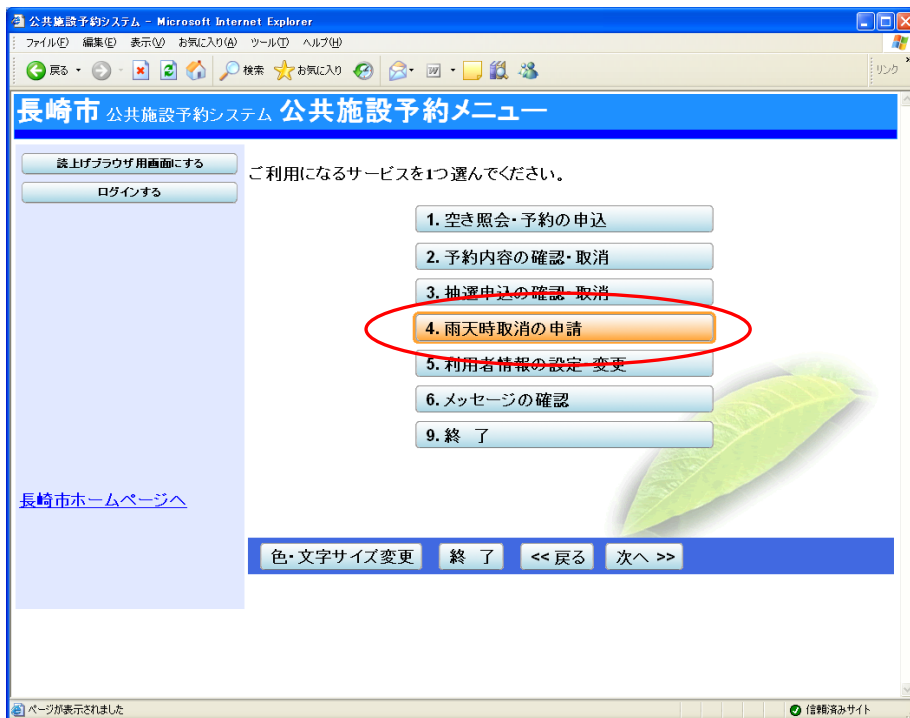 公共施設予約システム - Microsoft Internet Explorer
ファイル(F) 編集(E) 表示(V) お気に入り(A) ツール(T) ヘルプ(H)
戻る 検索 お気に入り リンク
長崎市 公共施設予約システム 公共施設予約メニュー
読上げブラウザ用画面にする
ログインする
ご利用になるサービスを1つ選んでください。
1. 空き照会・予約の申込
2. 予約内容の確認・取消
3. 抽選申込の確認・取消
4. 雨天時取消の申請
5. 利用者情報の設定・変更
6. メッセージの確認
9. 終 了
長崎市ホームページへ
色・文字サイズ変更 終 了 << 戻る 次へ >>
ページが表示されました 信頼済みサイト